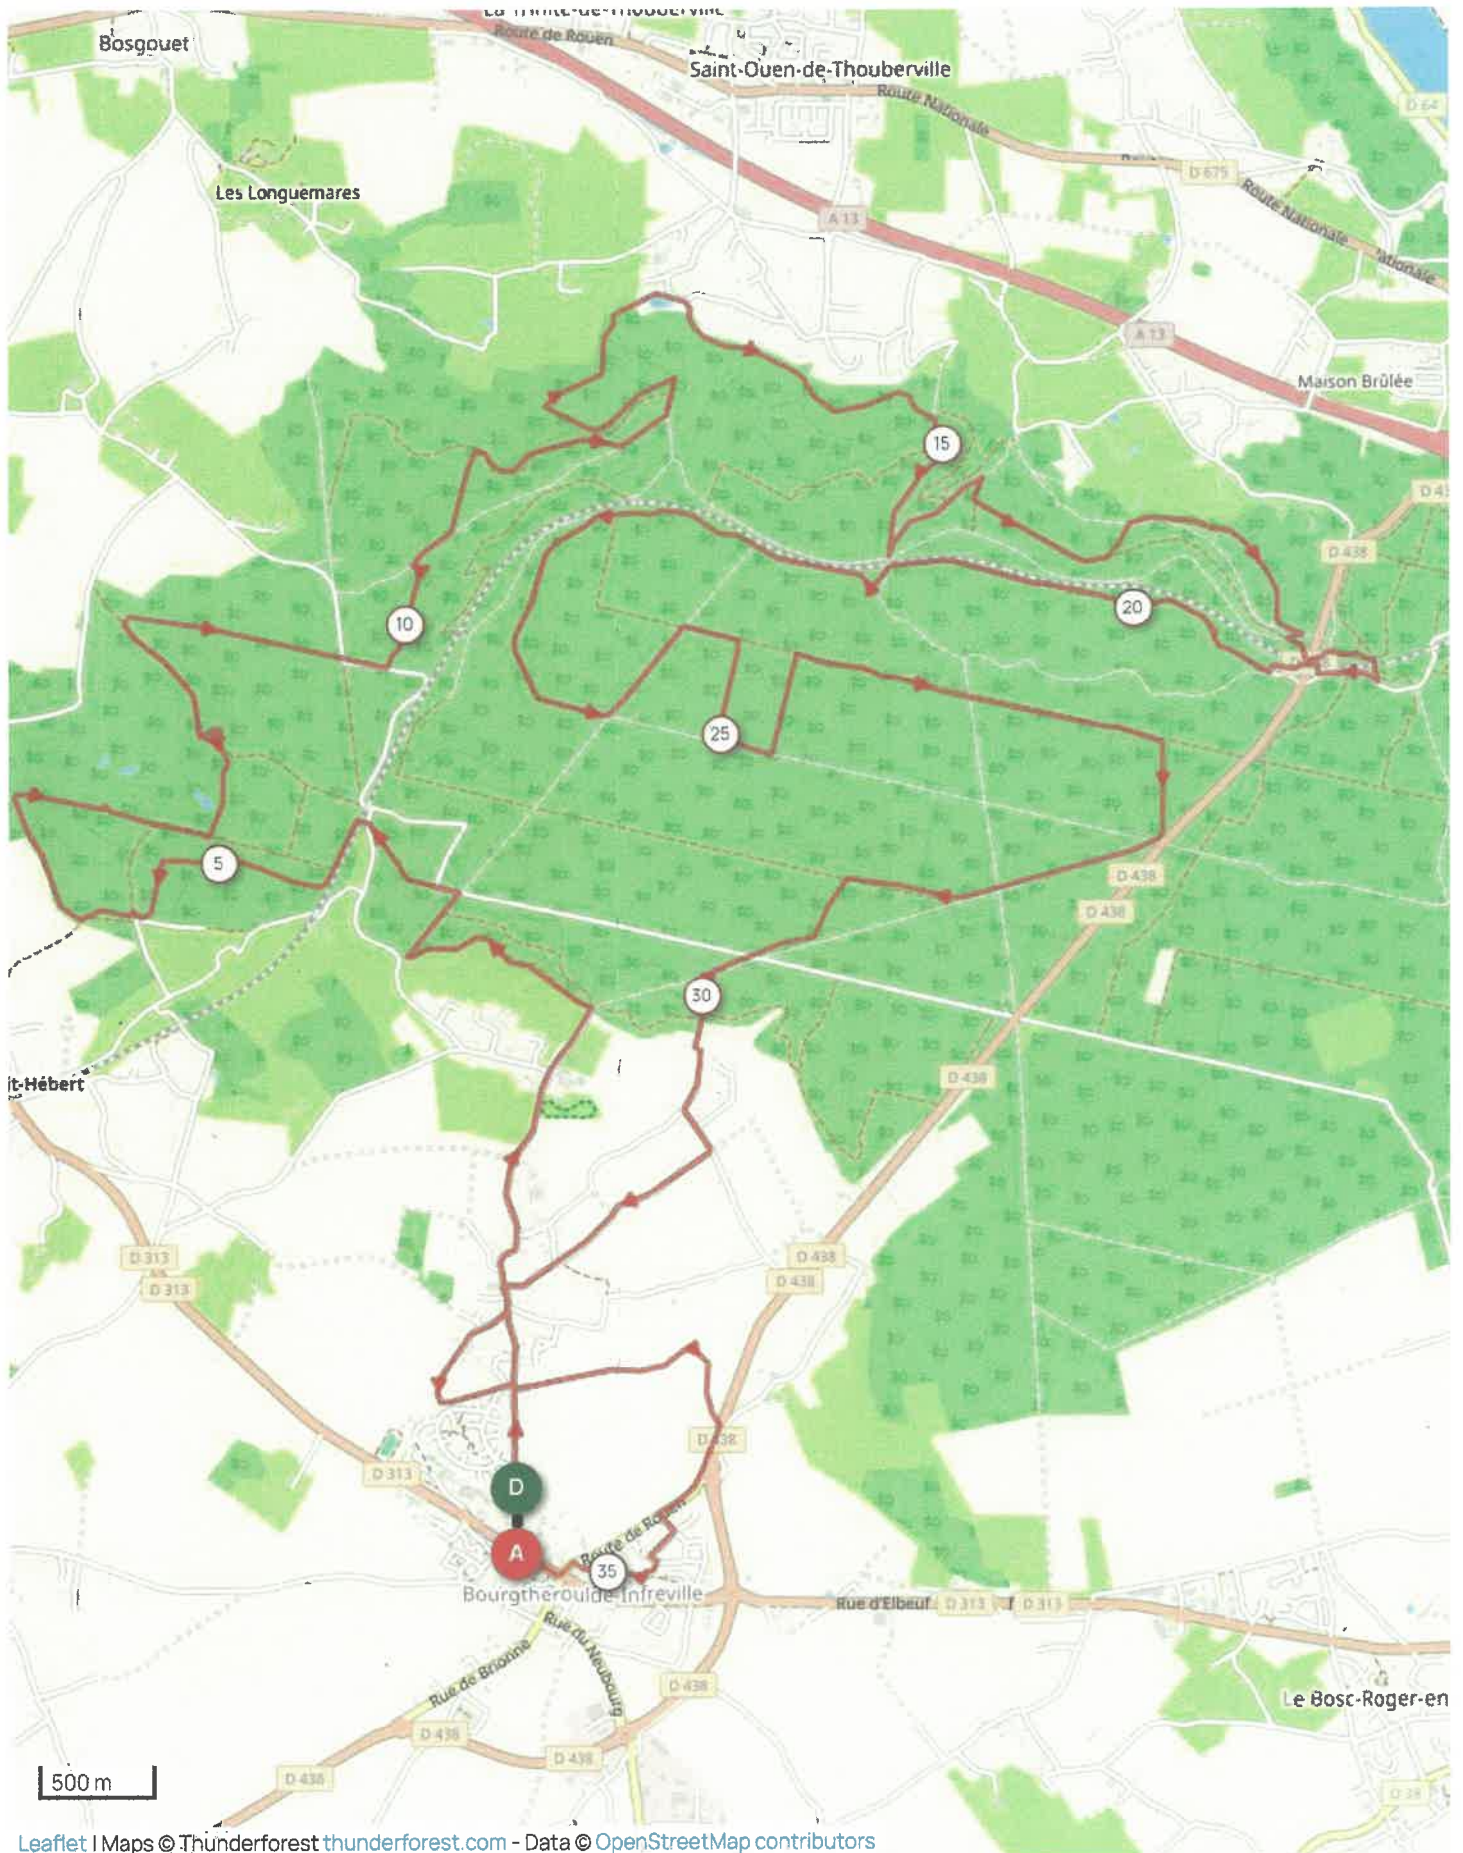 Bosgouet
Route de Rouen
Saint-Ouen-de-Thouberville
Route Nationale
D 64
D 675
Les Longuemares
A 13
Route Nationale
ationale
A 13
Maison Brûlée
15
D 438
10
20
25
5
D 438
D 438
30
D 438
it-Hébert
D 313
D 313
D 438
D 438
D 438
D 313
D
A
Route de Rouen
35
Bourgtheroulde-Infreville
Rue d'Elbeuf
D 313
D 313
Rue du Neubourg
Rue de Brionne
D 438
Le Bosc-Roger-en
D 438
D 438
D 438
500 m
D 38
Leaflet | Maps © Thunderforest thunderforest.com - Data © OpenStreetMap contributors